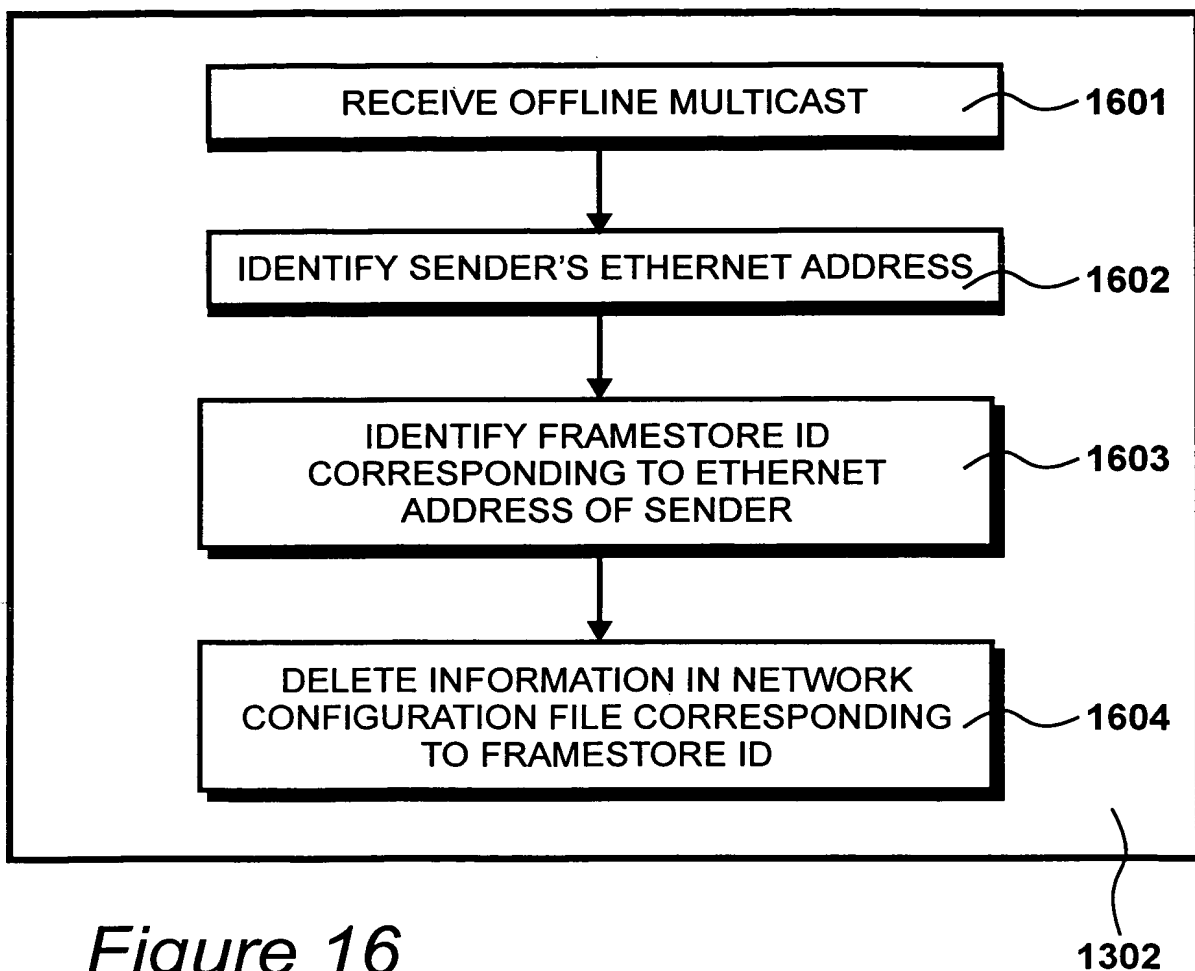 RECEIVE OFFLINE MULTICAST
1601
IDENTIFY SENDER'S ETHERNET ADDRESS
1602
IDENTIFY FRAMESTORE ID
CORRESPONDING TO ETHERNET
ADDRESS OF SENDER
1603
DELETE INFORMATION IN NETWORK
CONFIGURATION FILE CORRESPONDING
TO FRAMESTORE ID
1604
1302
Figure 16